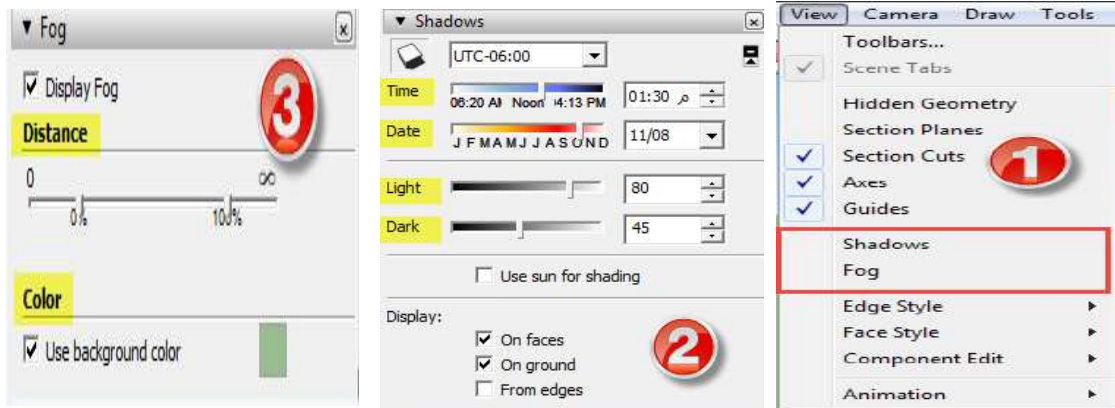 Fog
Display Fog
3
Distance
0 ∞
0% 100%
Color
Use background color
Shadows
UTC-06:00
Time 06:20 AM Noon 4:13 PM 01:30 م
Date J F M A M J J A S O N D 11/08
Light 80
Dark 45
Use sun for shading
Display:
On faces
On ground
From edges
2
View Camera Draw Tools
Toolbars...
Scene Tabs
Hidden Geometry
Section Planes
Section Cuts
Axes
Guides
1
Shadows
Fog
Edge Style
Face Style
Component Edit
Animation